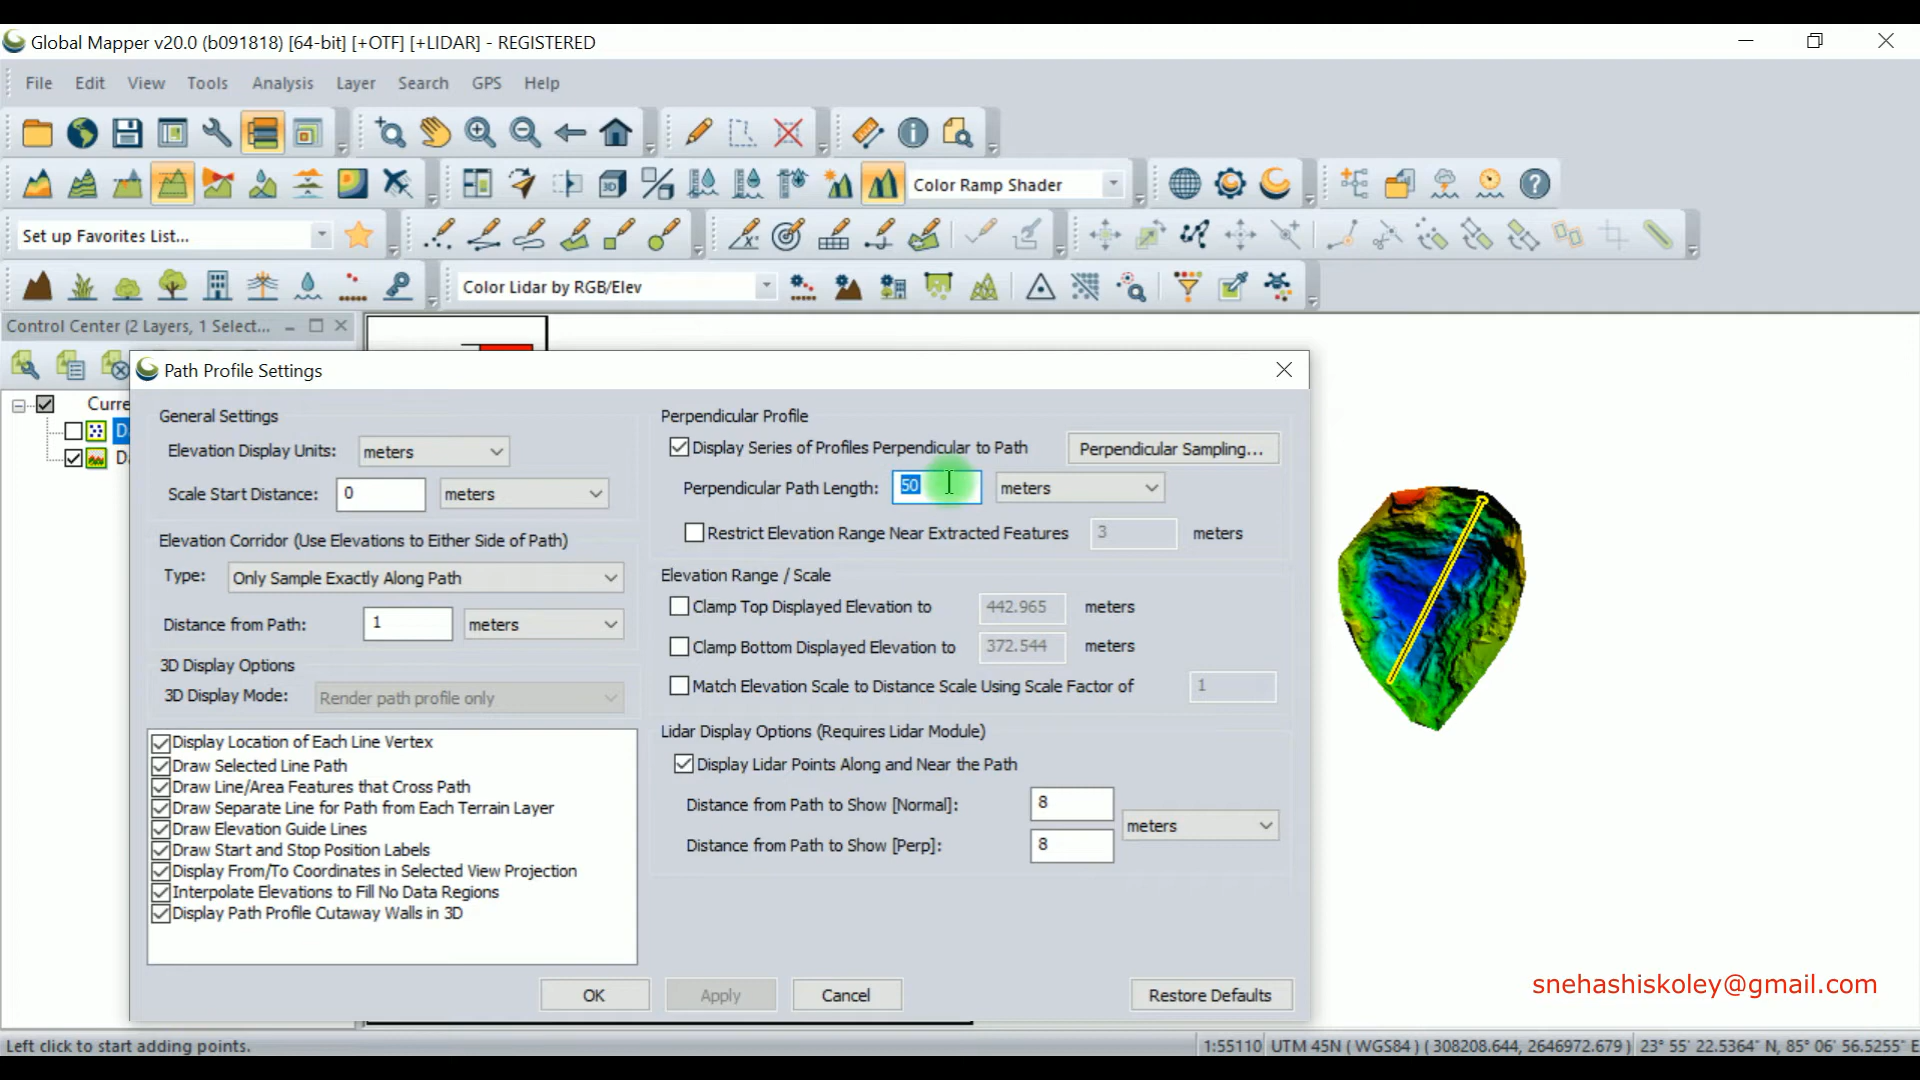 Global Mapper v20.0 (b091818) [64-bit] [+OTF] [+LIDAR] - REGISTERED
File Edit View Tools Analysis Layer Search GPS Help
3D Color Ramp Shader
Set up Favorites List...
Color Lidar by RGB/Elev
Control Center (2 Layers, 1 Select...
Path Profile Settings
Curre
D
Da
General Settings
Elevation Display Units: meters
Scale Start Distance: 0 meters
Elevation Corridor (Use Elevations to Either Side of Path)
Type: Only Sample Exactly Along Path
Distance from Path: 1 meters
3D Display Options
3D Display Mode: Render path profile only
Display Location of Each Line Vertex
Draw Selected Line Path
Draw Line/Area Features that Cross Path
Draw Separate Line for Path from Each Terrain Layer
Draw Elevation Guide Lines
Draw Start and Stop Position Labels
Display From/To Coordinates in Selected View Projection
Interpolate Elevations to Fill No Data Regions
Display Path Profile Cutaway Walls in 3D
Perpendicular Profile
Display Series of Profiles Perpendicular to Path Perpendicular Sampling...
Perpendicular Path Length: 50 meters
Restrict Elevation Range Near Extracted Features 3 meters
Elevation Range / Scale
Clamp Top Displayed Elevation to 442.965 meters
Clamp Bottom Displayed Elevation to 372.544 meters
Match Elevation Scale to Distance Scale Using Scale Factor of 1
Lidar Display Options (Requires Lidar Module)
Display Lidar Points Along and Near the Path
Distance from Path to Show [Normal]: 8
meters
Distance from Path to Show [Perp]: 8
OK Apply Cancel Restore Defaults
snehashiskoley@gmail.com
Left click to start adding points. 1:55110 UTM 45N ( WGS84 ) ( 308208.644, 2646972.679 ) 23° 55' 22.5364" N, 85° 06' 56.5255" E